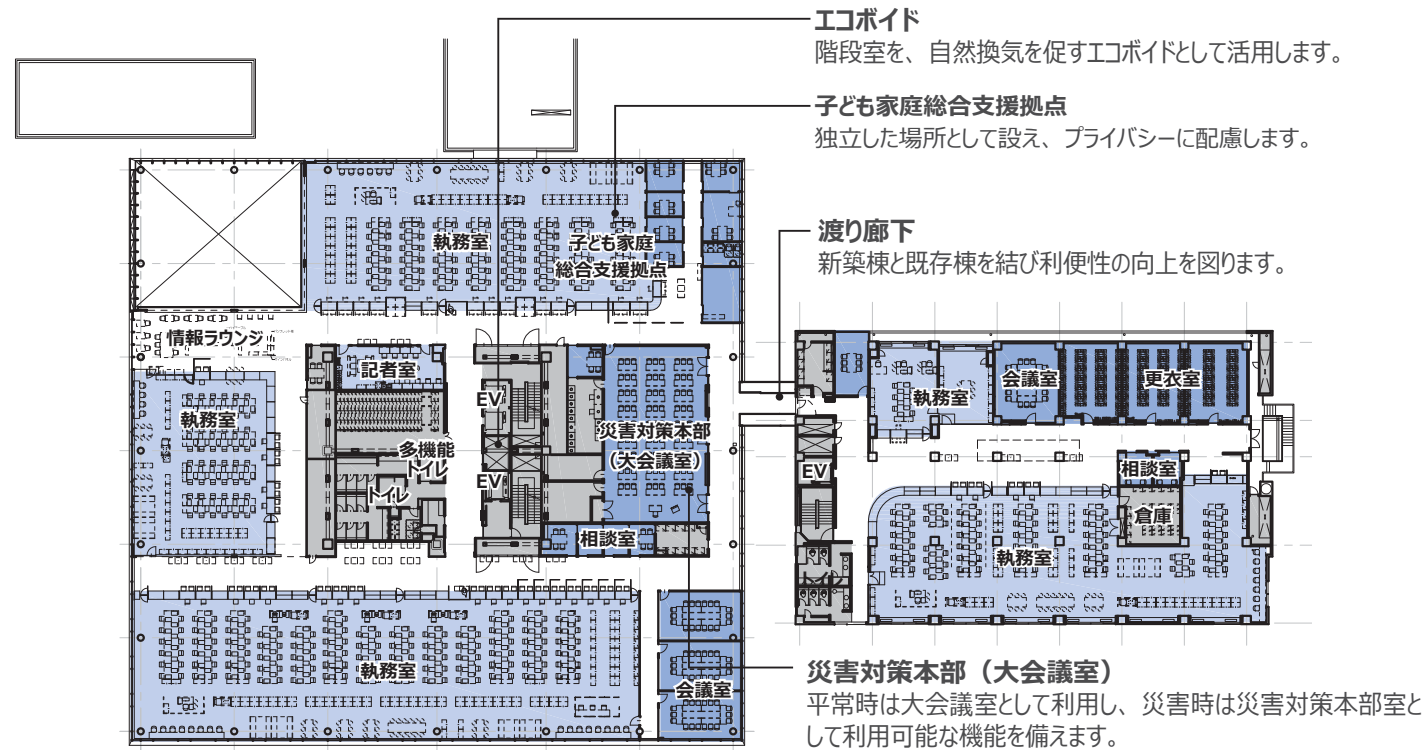 エコボイド
階段室を、自然換気を促すエコボイドとして活用します。
子ども家庭総合支援拠点
独立した場所として設え、プライバシーに配慮します。
渡り廊下
新築棟と既存棟を結び利便性の向上を図ります。
執務室
子ども家庭
総合支援拠点
情報ラウンジ
記者室
執務室
EV
多機能
トイレ
トイレ
EV
災害対策本部
（大会議室）
相談室
執務室
会議室
執務室
会議室
更衣室
EV
相談室
倉庫
執務室
災害対策本部（大会議室）
平常時は大会議室として利用し、災害時は災害対策本部室と
して利用可能な機能を備えます。